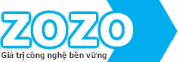 ZOZO
Giá trị công nghệ bền vững